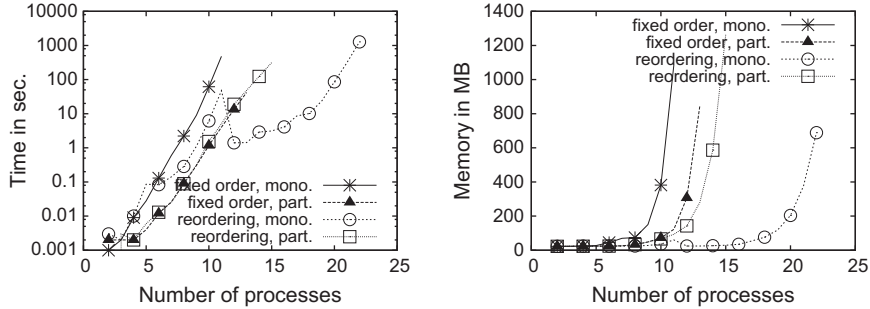 10000
1000
100
10
1
0.1
0.01
0.001
Time in sec.
fixed order, mono.
fixed order, part.
reordering, mono.
reordering, part.
0 5 10 15 20 25
Number of processes
1400
1200
1000
800
600
400
200
0
Memory in MB
fixed order, mono.
fixed order, part.
reordering, mono.
reordering, part.
0 5 10 15 20 25
Number of processes